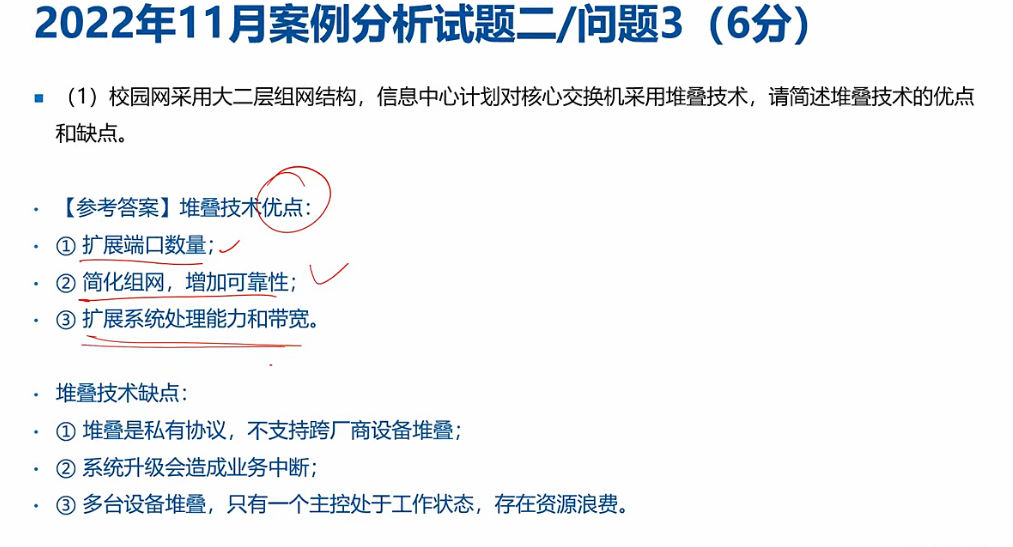 2022年11月案例分析试题二/问题3（6分）
（1）校园网采用大二层组网结构，信息中心计划对核心交换机采用堆叠技术，请简述堆叠技术的优点
和缺点。
【参考答案】堆叠技术优点：
① 扩展端口数量；
② 简化组网，增加可靠性；
③ 扩展系统处理能力和带宽。
堆叠技术缺点：
① 堆叠是私有协议，不支持跨厂商设备堆叠；
② 系统升级会造成业务中断；
③ 多台设备堆叠，只有一个主控处于工作状态，存在资源浪费。